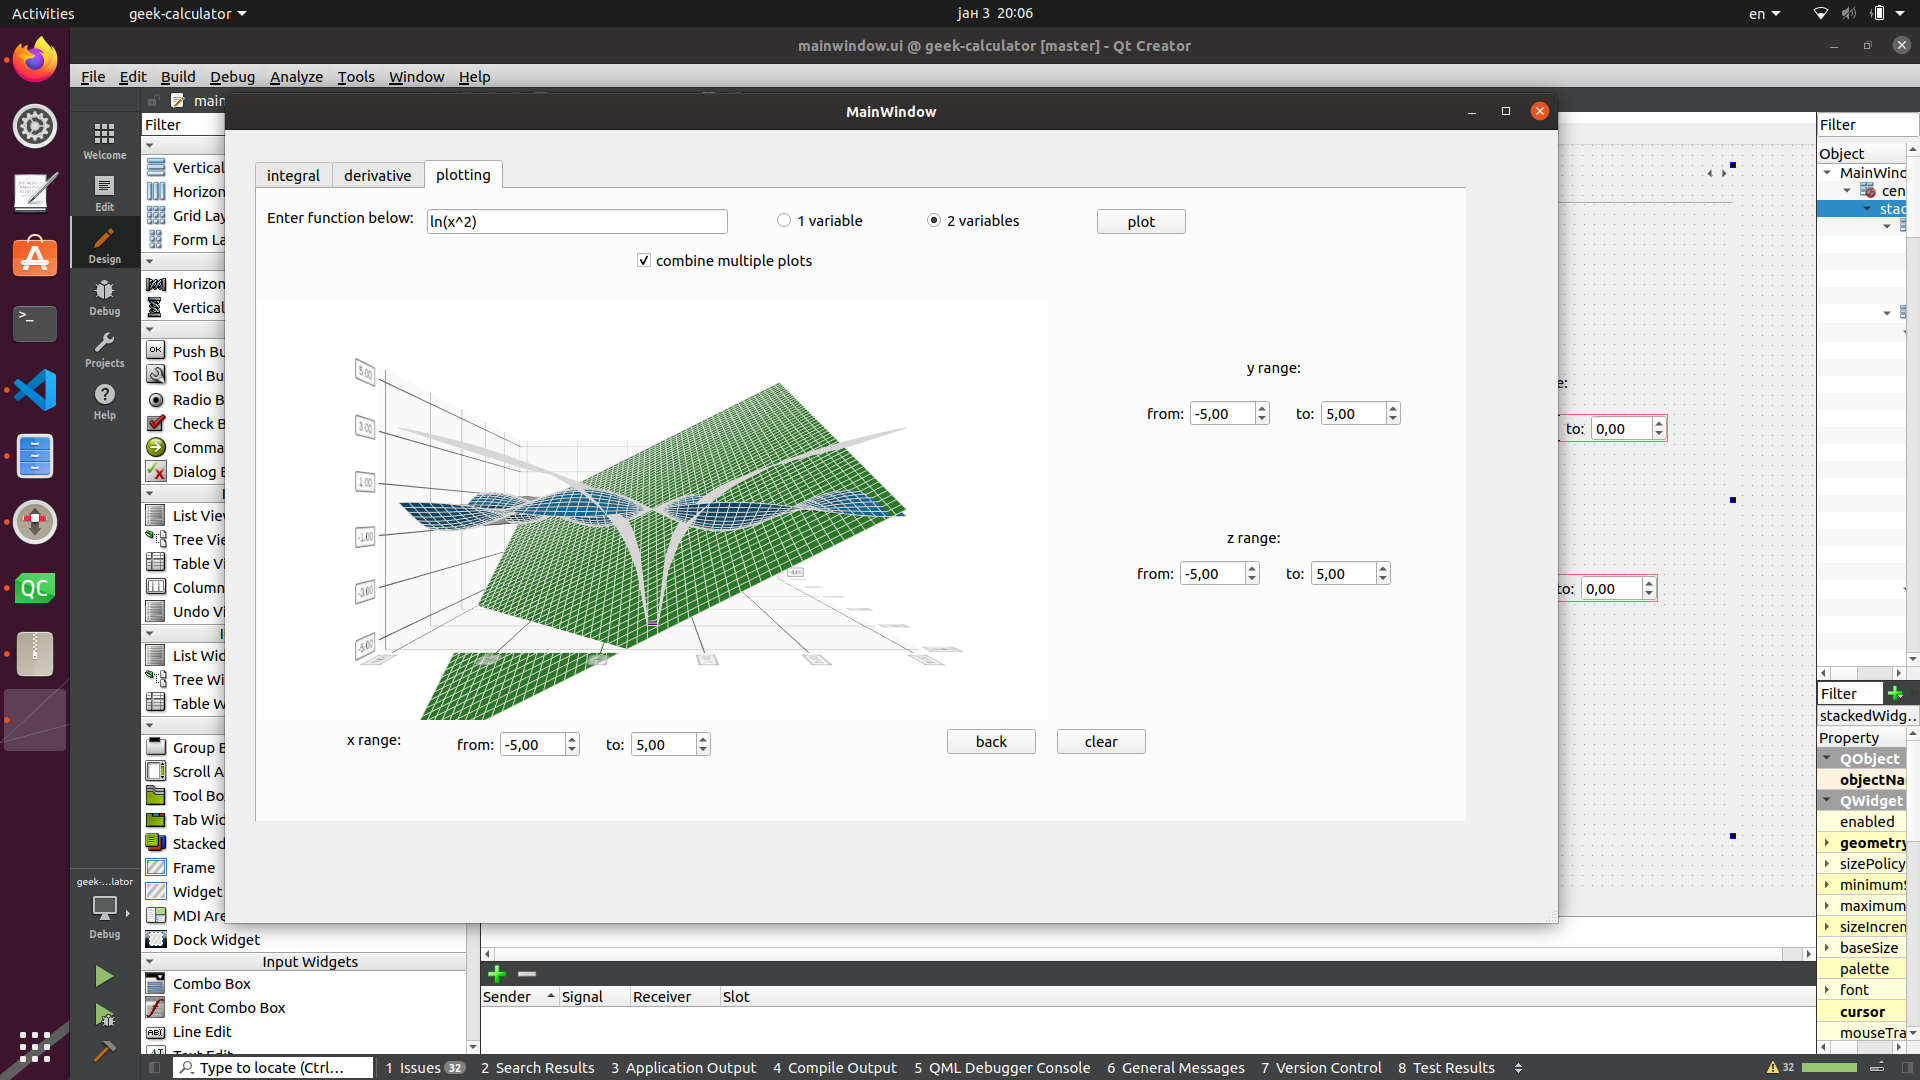 Activities
geek-calculator
јан 3 20:06
en
mainwindow.ui @ geek-calculator [master] - Qt Creator
File Edit Build Debug Analyze Tools Window Help
main
MainWindow
Welcome
Edit
Design
Debug
Projects
Help
geek-...lator
Debug
Filter
Vertical
Horizon
Grid Lay
Form La
Horizon
Vertical
Push Bu
Tool Bu
Radio B
Check B
Comma
Dialog B
List View
Tree Vie
Table Vi
Column
Undo Vi
List Wid
Tree Wi
Table W
Group B
Scroll A
Tool Bo
Tab Wid
Stacked
Frame
Widget
MDI Are
Dock Widget
Input Widgets
Combo Box
Font Combo Box
Line Edit
Text Edit
integral derivative plotting
Enter function below: ln(x^2)
1 variable
2 variables
plot
combine multiple plots
5.00
3.00
1.00
-1.00
-3.00
-5.00
y range:
from: -5,00 to: 5,00
z range:
from: -5,00 to: 5,00
x range: from: -5,00 to: 5,00
back
clear
e:
to: 0,00
to: 0,00
Filter
Object
MainWind
cen
stac
Filter
stackedWidg...
Property
QObject
objectNa
QWidget
enabled
geometry
sizePolicy
minimumS
maximum
sizeIncrem
baseSize
palette
font
cursor
mouseTra
Sender Signal Receiver Slot
Type to locate (Ctrl...
1 Issues 32
2 Search Results
3 Application Output
4 Compile Output
5 QML Debugger Console
6 General Messages
7 Version Control
8 Test Results
32